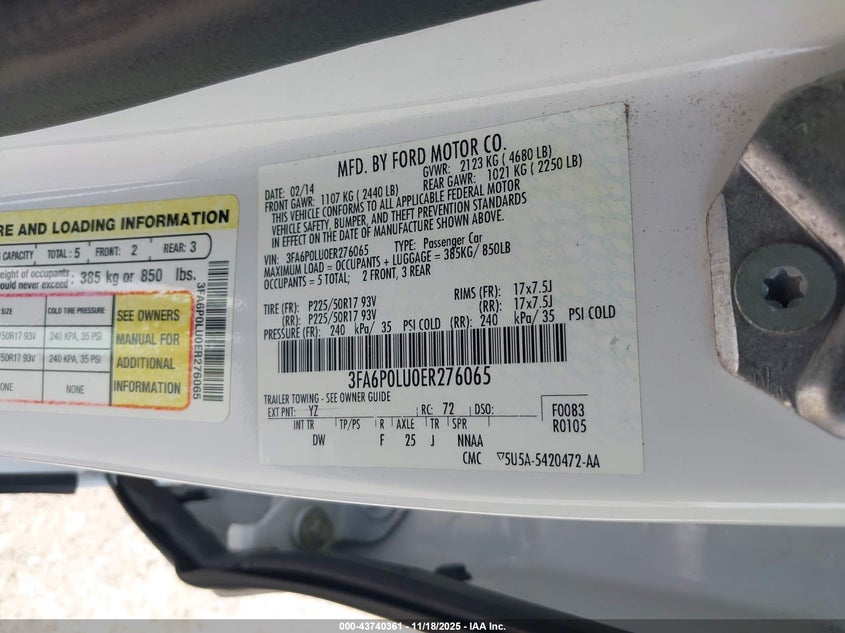 RE AND LOADING INFORMATION
CAPACITY TOTAL: 5 FRONT: 2 REAR: 3
eight of occupants 385 kg or 850 lbs.
ould never exceed:
SIZE COLD TIRE PRESSURE SEE OWNERS
/50R17 93V 240 KPA, 35 PSI MANUAL FOR
/50R17 93V 240 KPA, 35 PSI ADDITIONAL
ONE NONE INFORMATION
3FA6P0LU0ER276065
MFD. BY FORD MOTOR CO.
DATE: 02/14 GVWR: 2123 KG ( 4680 LB)
FRONT GAWR: 1107 KG ( 2440 LB) REAR GAWR: 1021 KG ( 2250 LB)
THIS VEHICLE CONFORMS TO ALL APPLICABLE FEDERAL MOTOR
VEHICLE SAFETY, BUMPER, AND THEFT PREVENTION STANDARDS
IN EFFECT ON THE DATE OF MANUFACTURE SHOWN ABOVE.
VIN: 3FA6P0LU0ER276065 TYPE: Passenger Car
MAXIMUM LOAD = OCCUPANTS + LUGGAGE = 385KG/ 850LB
OCCUPANTS = 5 TOTAL; 2 FRONT, 3 REAR
TIRE (FR): P225/50R17 93V RIMS (FR): 17x7.5J
(RR): P225/50R17 93V (RR): 17x7.5J
PRESSURE (FR): 240 kPa/ 35 PSI COLD (RR): 240 kPa/ 35 PSI COLD
3FA6P0LU0ER276065
TRAILER TOWING - SEE OWNER GUIDE
EXT PNT: YZ RC: 72 DSO: F0083
INT TR TP/PS R AXLE TR SPR R0105
DW F 25 J NNAA
CMC ▽5U5A-5420472-AA
000-43740361 | 11/18/2025 | IAA Inc.